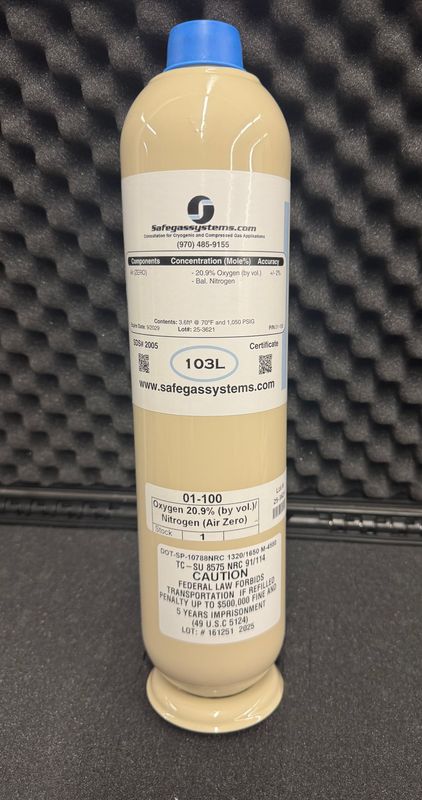 Safegassystems.com
Consultation for Cryogenic and Compressed Gas Applications
(970) 485-9155
Components Concentration (Mole%) Accuracy
(ZERO) - 20.9% Oxygen (by vol.) +/- 2%
- Bal. Nitrogen
Contents: 3.6ft³ @ 70°F and 1,050 PSIG
Date: 9/2029 Lot#: 25-3621
SDS# 2005 Certificate
103L
www.safegassystems.com
01-100
Oxygen 20.9% (by vol.)/
Nitrogen (Air Zero)
Stock 1
DOT-SP-10788NRC 1320/1650
TC-SU 8575 NRC 91/114
CAUTION
FEDERAL LAW FORBIDS
TRANSPORTATION IF REFILLED
PENALTY UP TO $500,000 FINE AND
5 YEARS IMPRISONMENT
(49 U.S.C 5124)
LOT: # 161251 2025